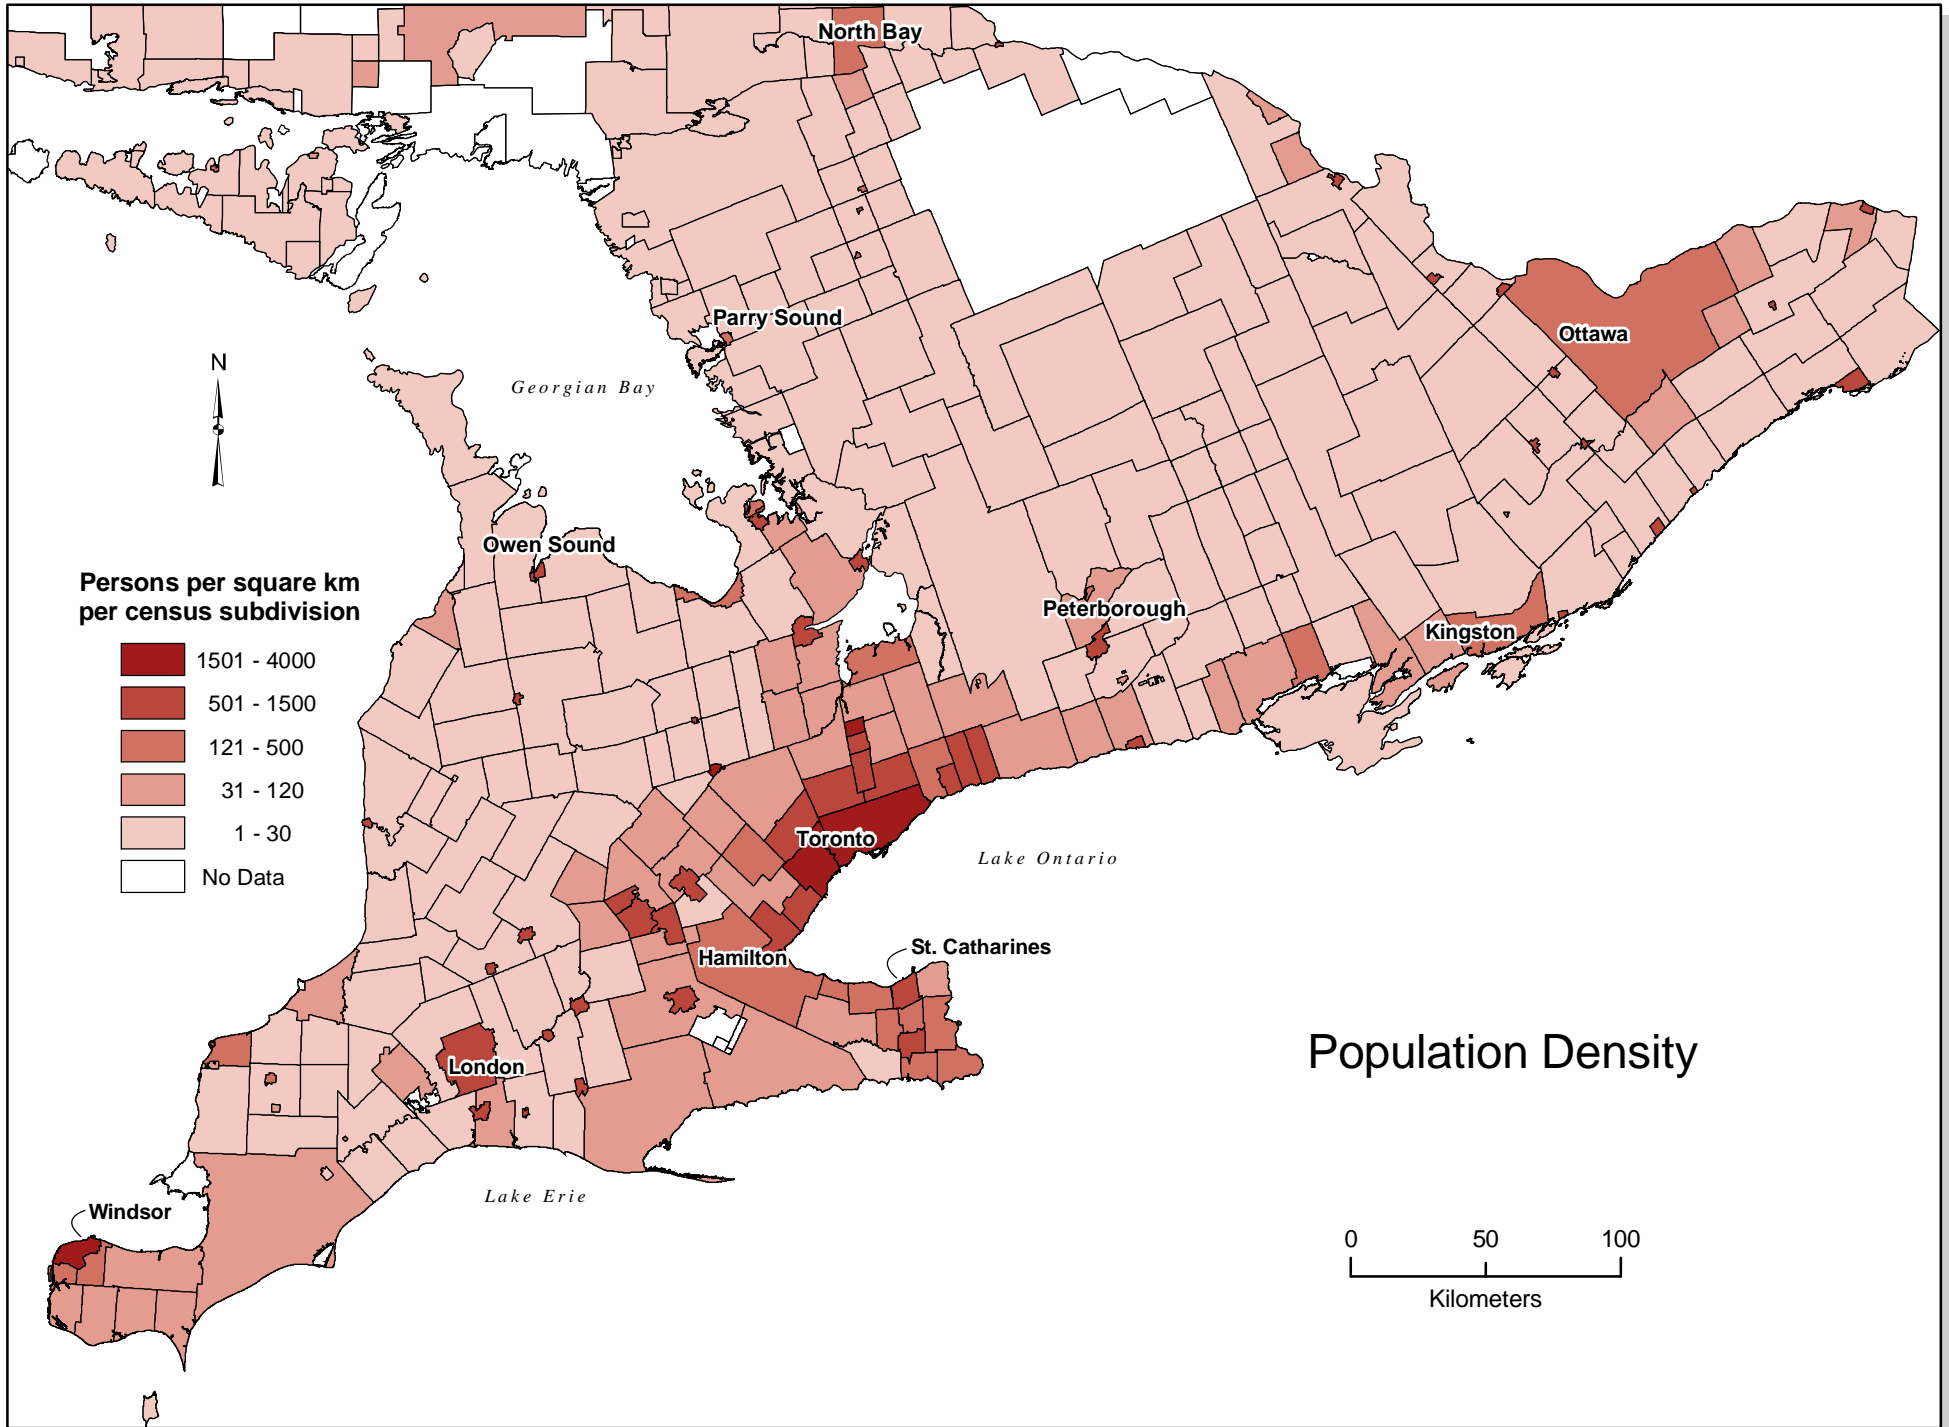 North Bay
Parry Sound
Ottawa
N
Georgian Bay
Owen Sound
Persons per square km
per census subdivision
1501 - 4000
501 - 1500
121 - 500
31 - 120
1 - 30
No Data
Peterborough
Kingston
Toronto
Lake Ontario
Hamilton
St. Catharines
London
Population Density
Lake Erie
Windsor
0 50 100
Kilometers